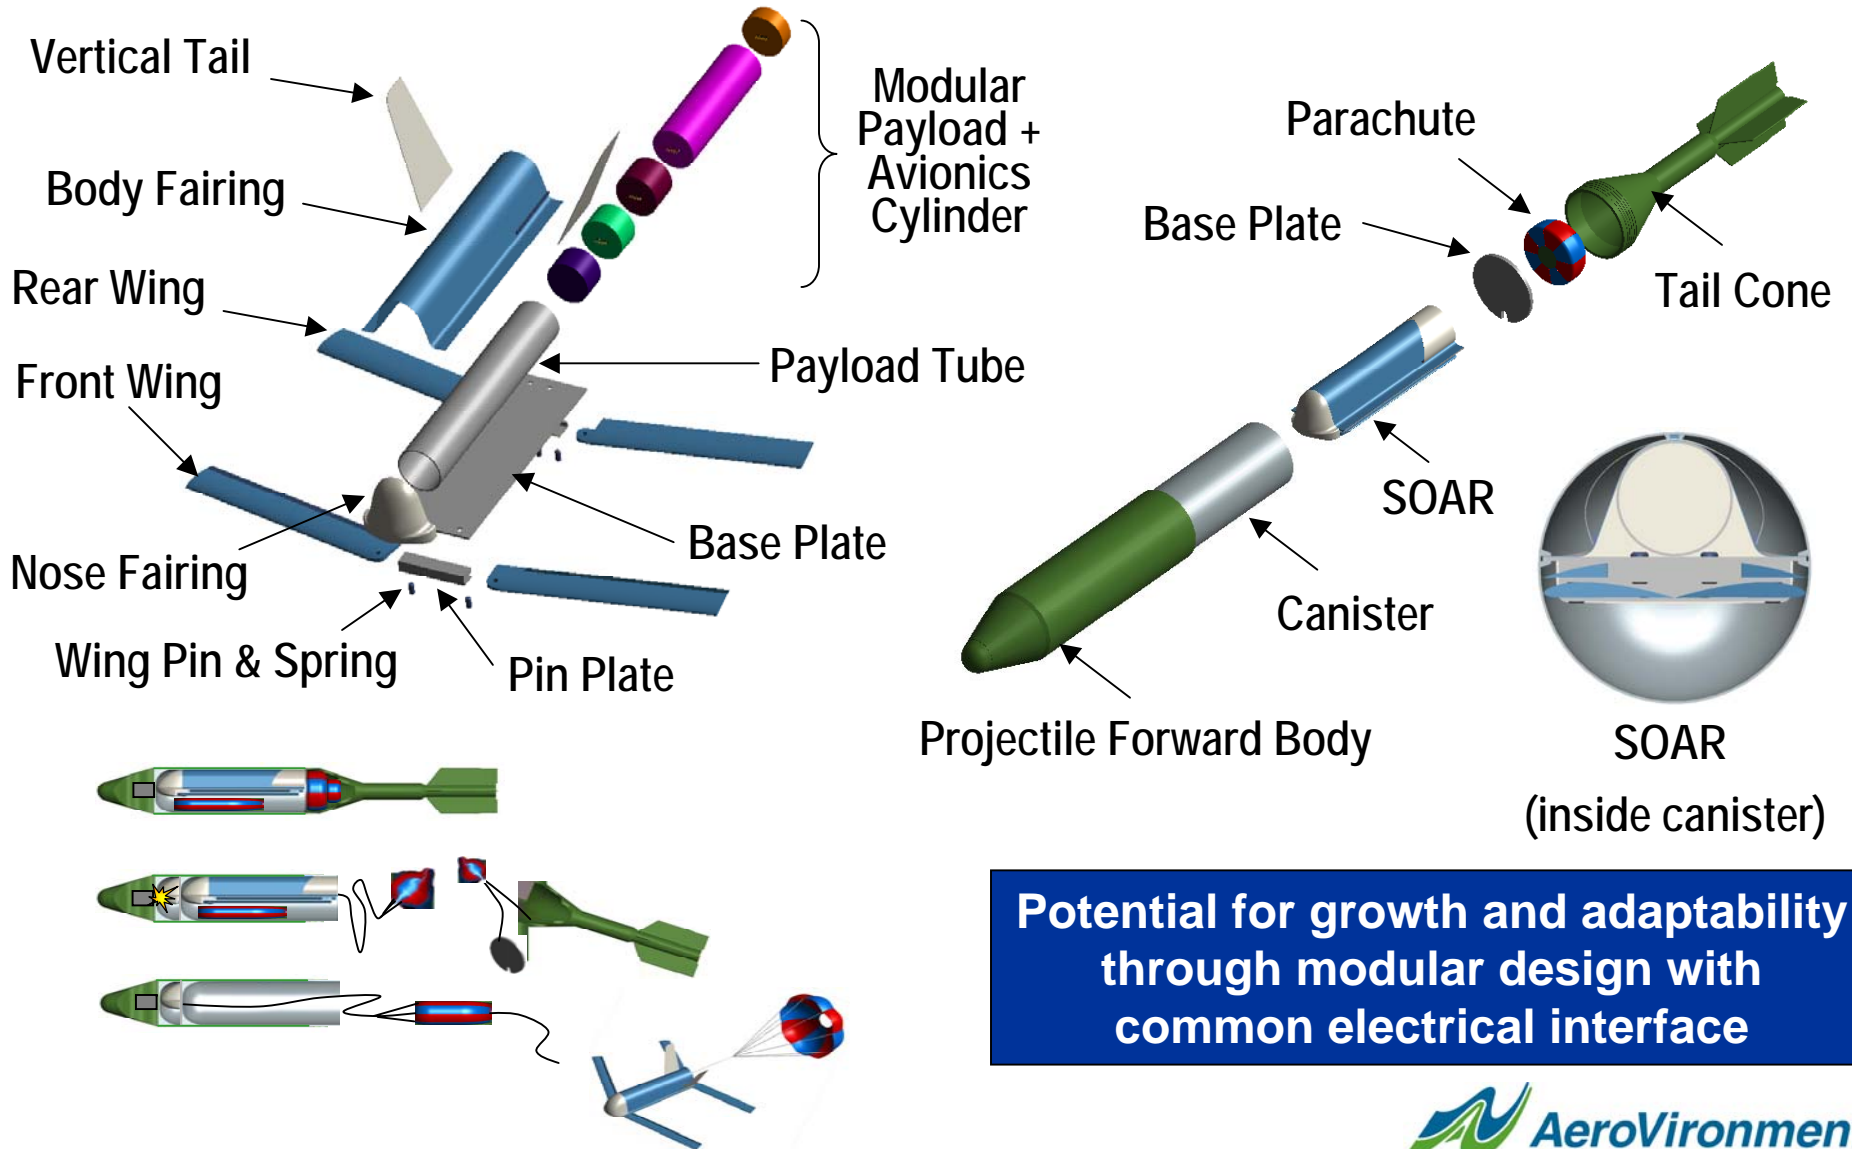 Vertical Tail
Body Fairing
Rear Wing
Front Wing
Nose Fairing
Wing Pin & Spring
Pin Plate
Base Plate
Payload Tube
Modular
Payload +
Avionics
Cylinder
Parachute
Base Plate
Tail Cone
SOAR
Canister
Projectile Forward Body
SOAR
(inside canister)
Potential for growth and adaptability
through modular design with
common electrical interface
AeroVironmen